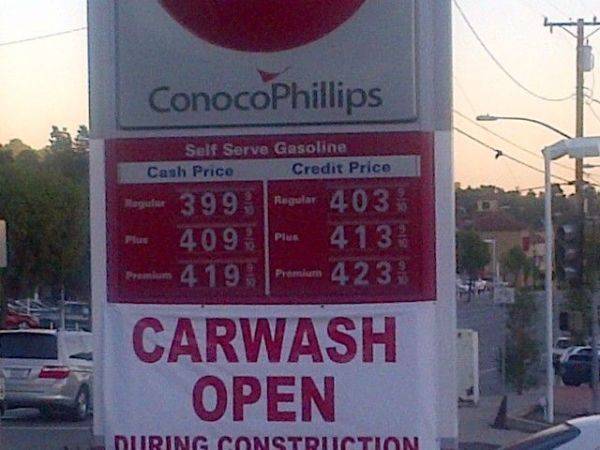 ConocoPhillips
Self Serve Gasoline
Cash Price Credit Price
Regular 399 9/10 Regular 403 9/10
Plus 409 9/10 Plus 413 9/10
Premium 419 9/10 Premium 423 9/10
CARWASH
OPEN
DURING CONSTRUCTION